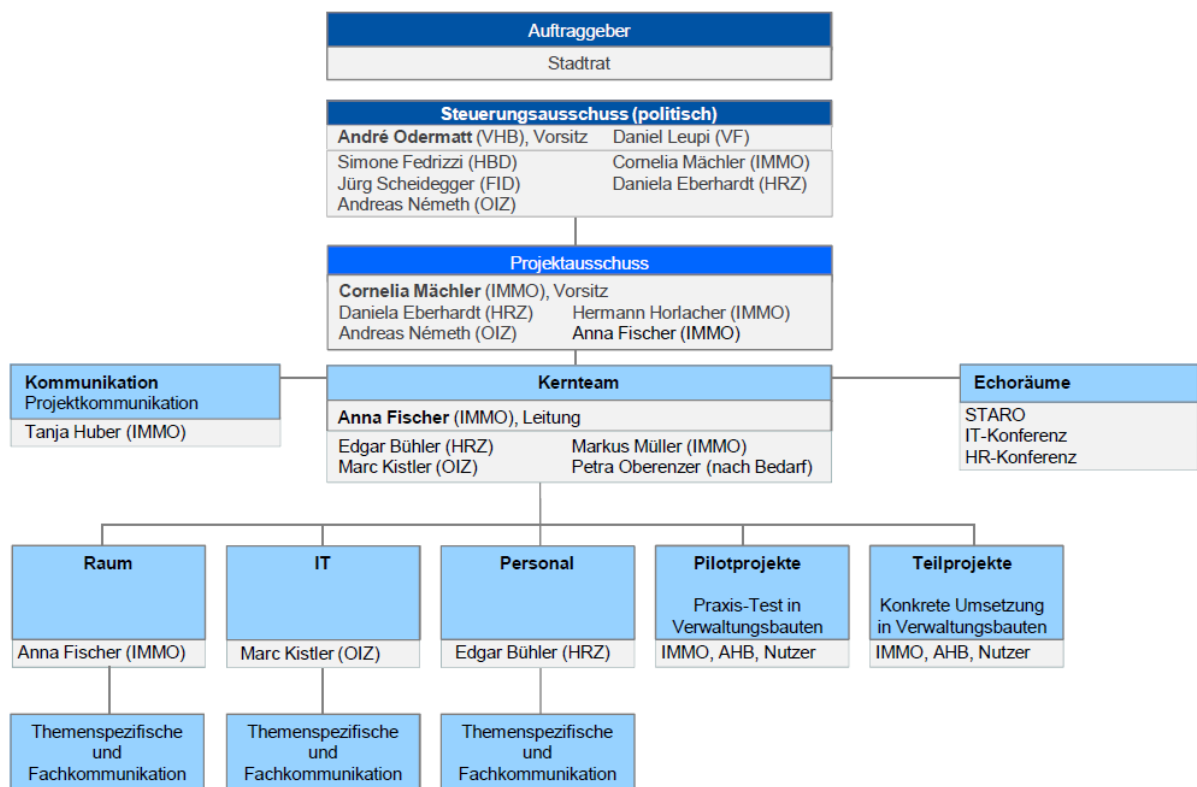 Auftraggeber
Stadtrat
Steuerungsausschuss (politisch)
André Odermatt (VHB), Vorsitz Daniel Leupi (VF)
Simone Fedrizzi (HBD) Cornelia Mächler (IMMO)
Jürg Scheidegger (FID) Daniela Eberhardt (HRZ)
Andreas Németh (OIZ)
Projektausschuss
Cornelia Mächler (IMMO), Vorsitz
Daniela Eberhardt (HRZ) Hermann Horlacher (IMMO)
Andreas Németh (OIZ) Anna Fischer (IMMO)
Kommunikation
Projektkommunikation
Tanja Huber (IMMO)
Kernteam
Anna Fischer (IMMO), Leitung
Edgar Bühler (HRZ) Markus Müller (IMMO)
Marc Kistler (OIZ) Petra Oberenzer (nach Bedarf)
Echoräume
STARO
IT-Konferenz
HR-Konferenz
Raum
Anna Fischer (IMMO)
IT
Marc Kistler (OIZ)
Personal
Edgar Bühler (HRZ)
Pilotprojekte
Praxis-Test in
Verwaltungsbauten
IMMO, AHB, Nutzer
Teilprojekte
Konkrete Umsetzung
in Verwaltungsbauten
IMMO, AHB, Nutzer
Themenspezifische
und
Fachkommunikation
Themenspezifische
und
Fachkommunikation
Themenspezifische
und
Fachkommunikation